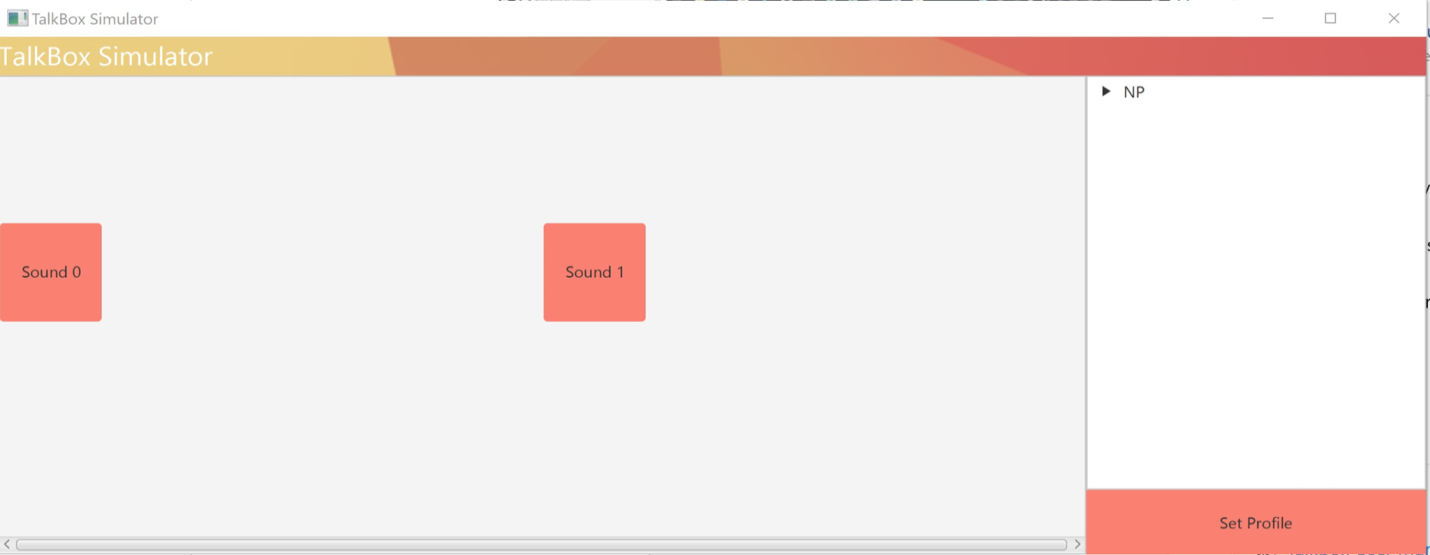 TalkBox Simulator
TalkBox Simulator
NP
Sound 0
Sound 1
Set Profile